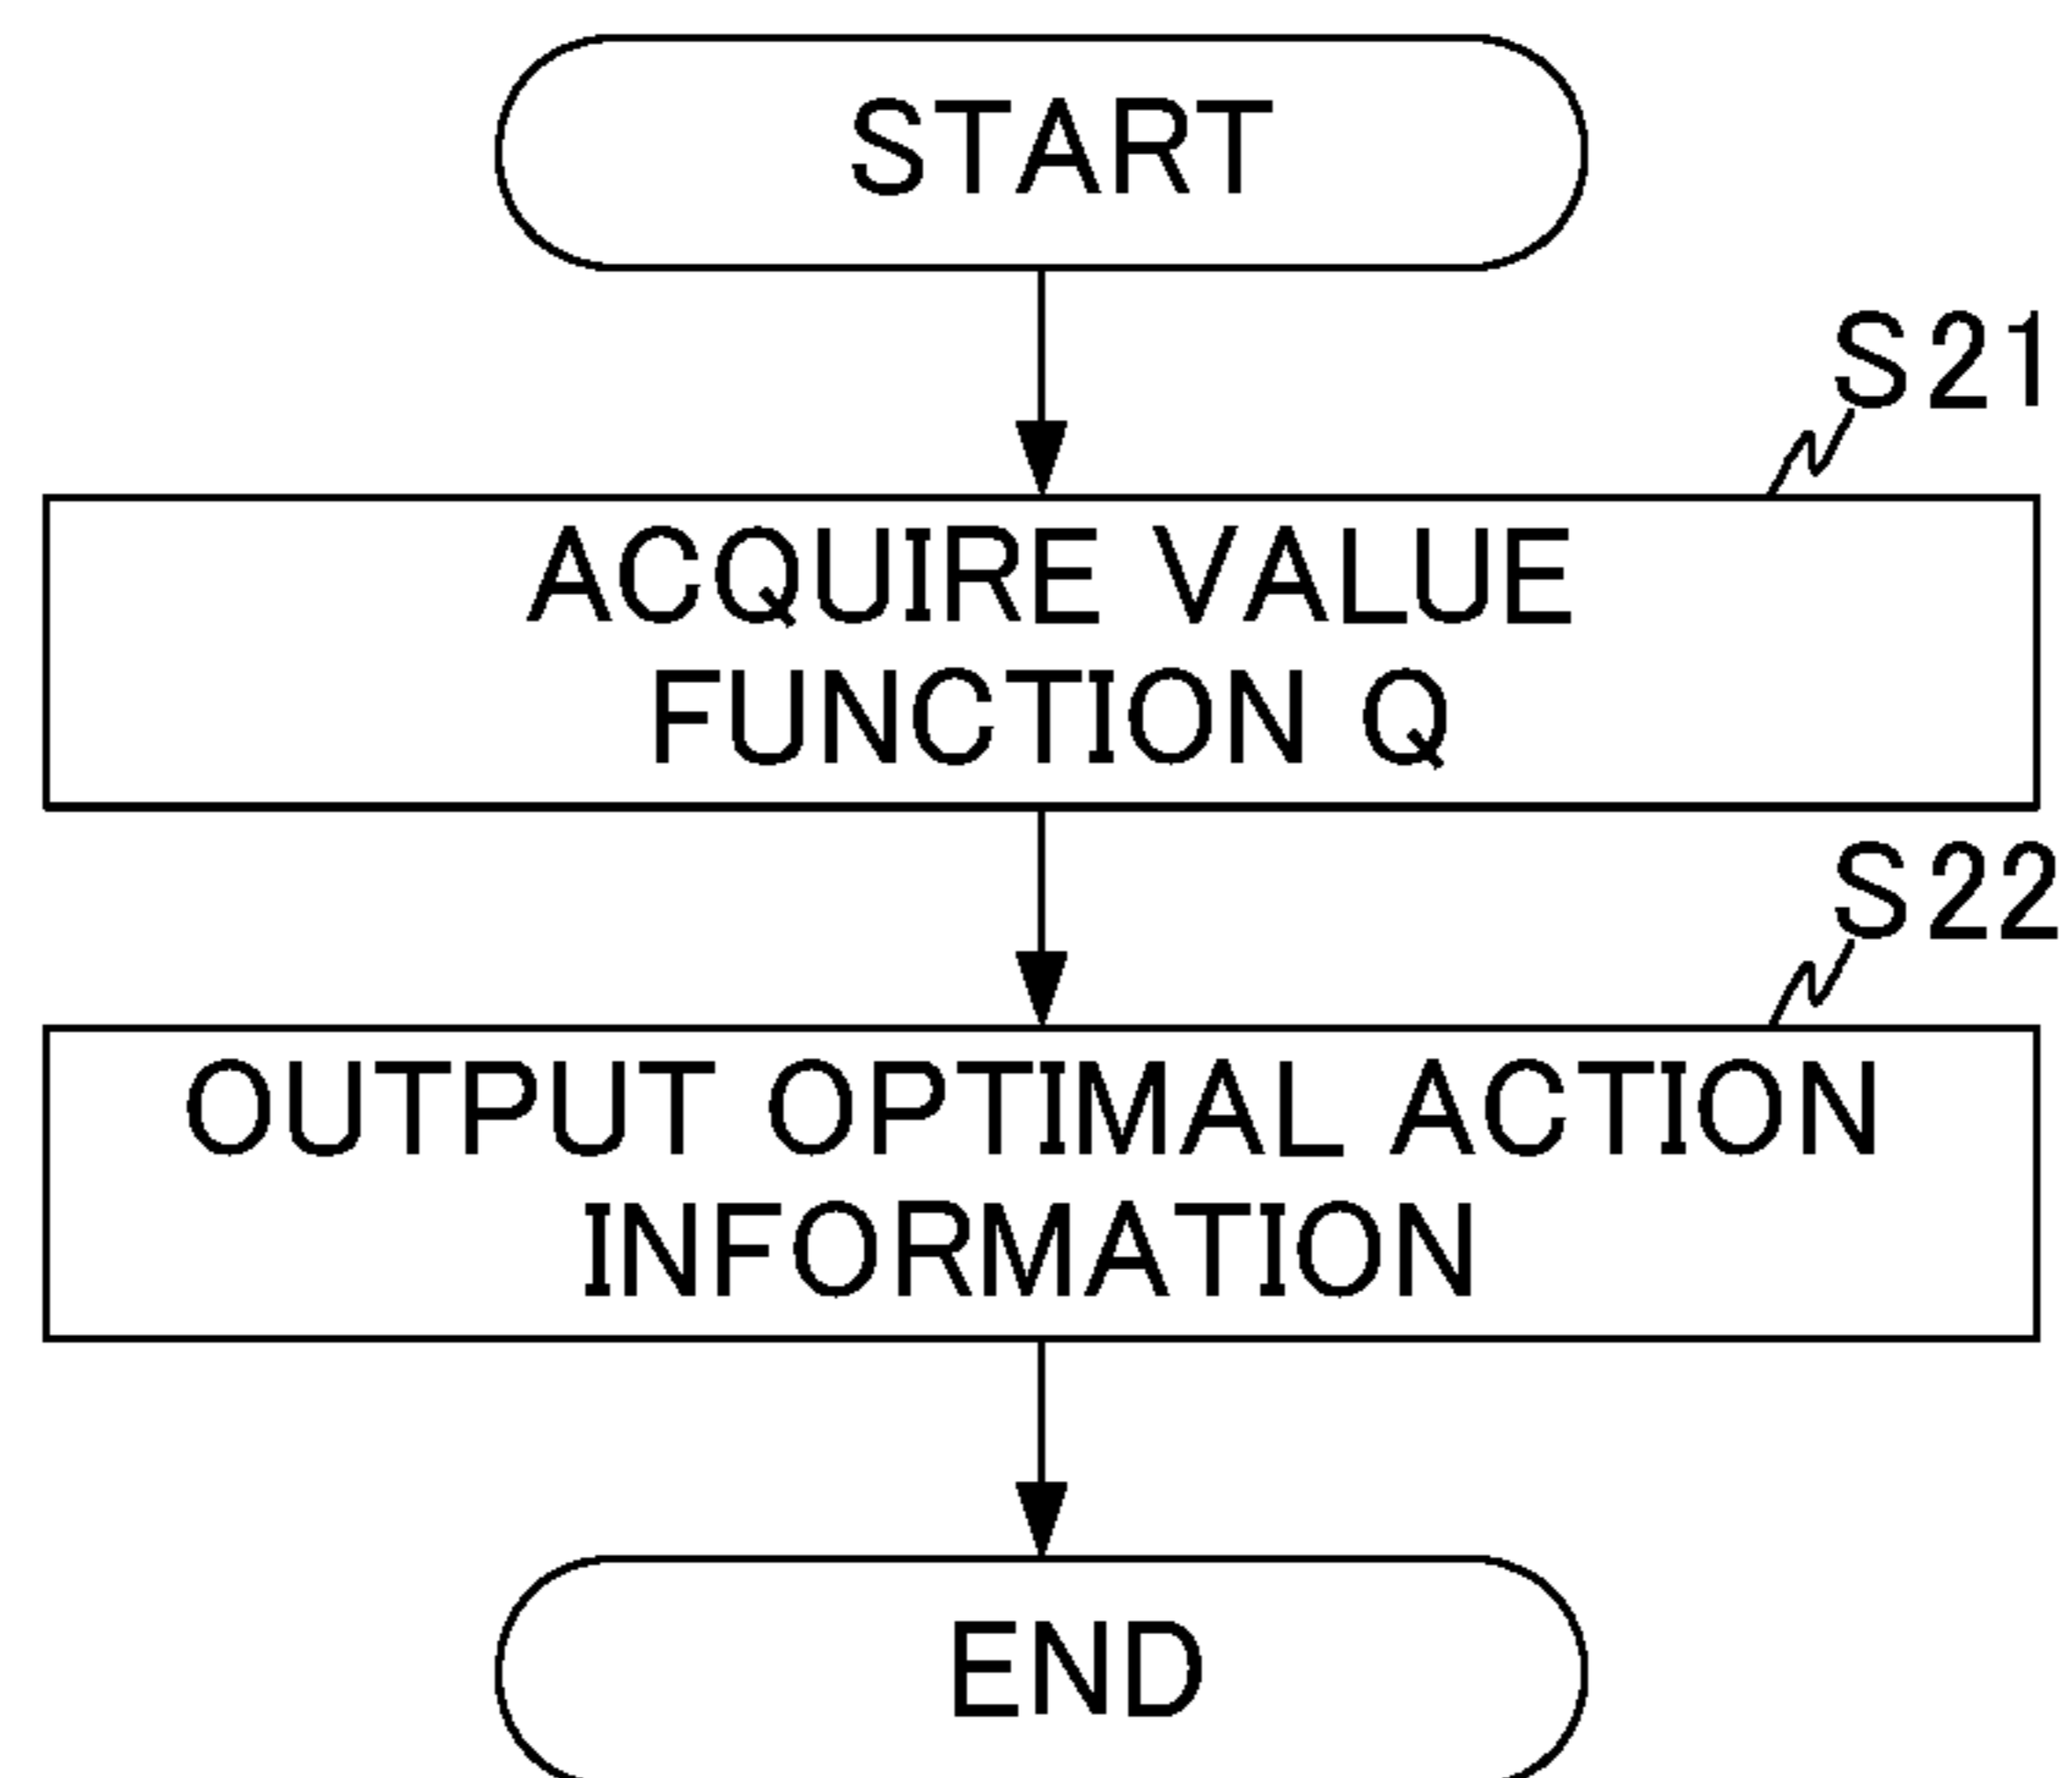 START
S21
ACQUIRE VALUE
FUNCTION Q
S22
OUTPUT OPTIMAL ACTION
INFORMATION
END